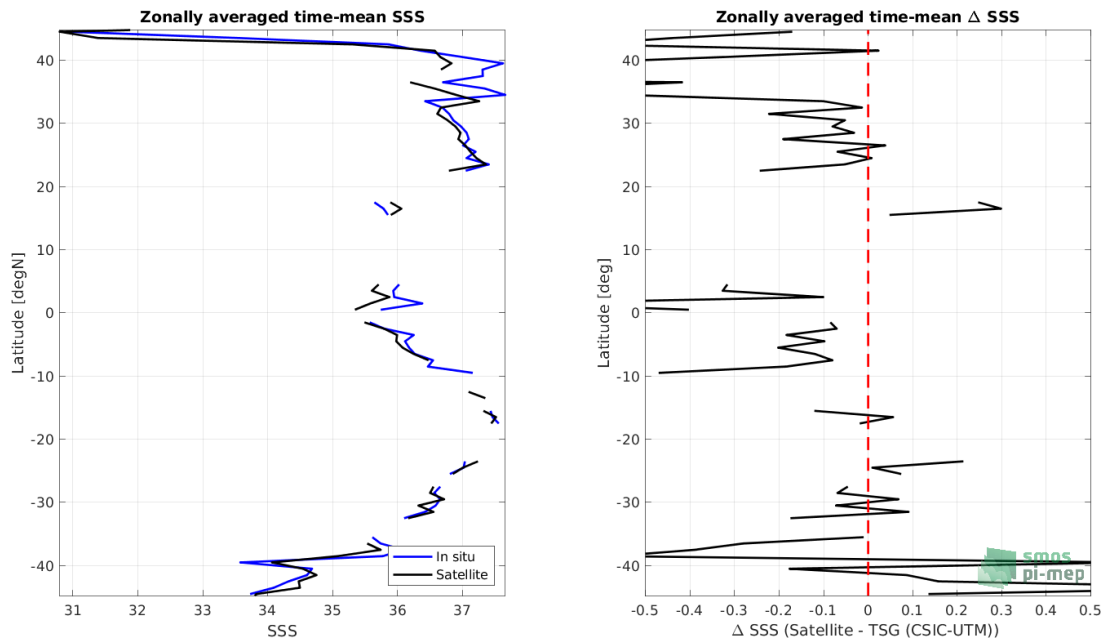 Zonally averaged time-mean SSS
Latitude [degN]
40
30
20
10
0
-10
-20
-30
-40
31 32 33 34 35 36 37
SSS
In situ
Satellite
Zonally averaged time-mean Δ SSS
Latitude [deg]
40
30
20
10
0
-10
-20
-30
-40
-0.5 -0.4 -0.3 -0.2 -0.1 0 0.1 0.2 0.3 0.4 0.5
Δ SSS (Satellite - TSG (CSIC-UTM))
smos
pi-mep